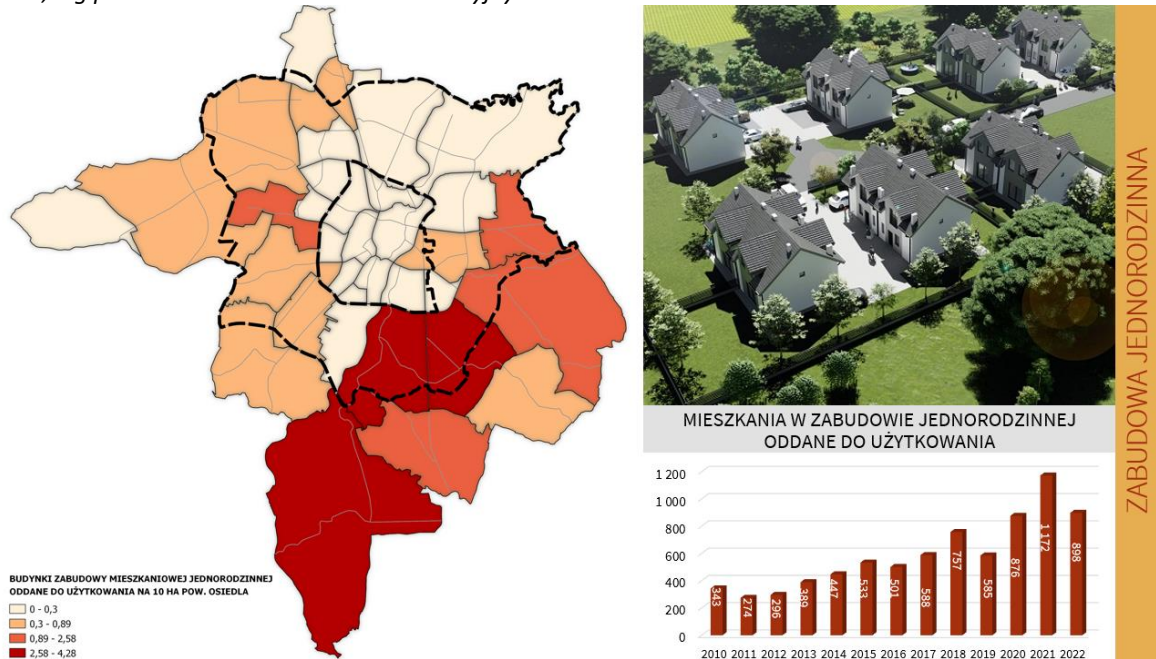 BUDYNKI ZABUDOWY MIESZKANIOWEJ JEDNORODZINNEJ
ODDANE DO UŻYTKOWANIA NA 10 HA POW. OSIEDLA
0 - 0,3
0,3 - 0,89
0,89 - 2,58
2,58 - 4,28
MIESZKANIA W ZABUDOWIE JEDNORODZINNEJ
ODDANE DO UŻYTKOWANIA
1 200
1 000
800
600
400
200
0
343
274
296
389
447
533
501
588
757
585
876
1 172
898
2010 2011 2012 2013 2014 2015 2016 2017 2018 2019 2020 2021 2022
ZABUDOWA JEDNORODZINNA